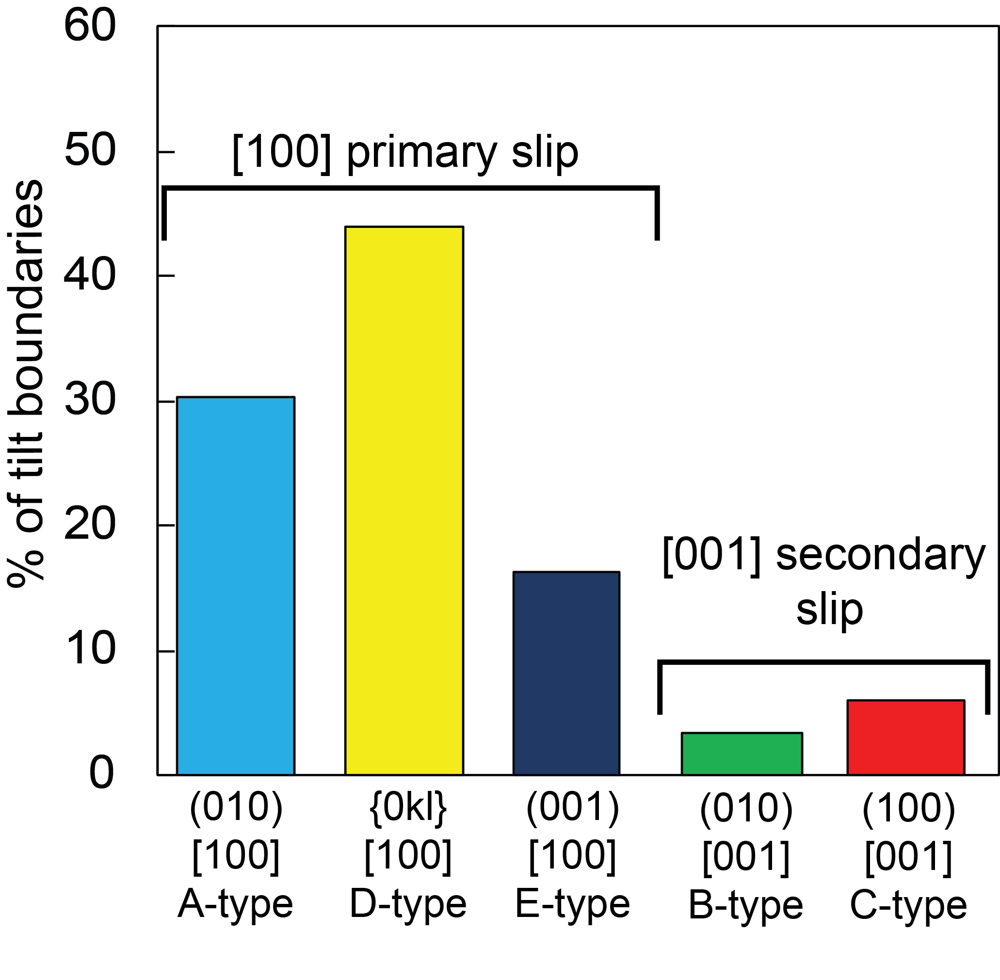 60
50
40
30
20
10
0
% of tilt boundaries
[100] primary slip
[001] secondary
slip
(010)
[100]
A-type
{0kl}
[100]
D-type
(001)
[100]
E-type
(010)
[001]
B-type
(100)
[001]
C-type